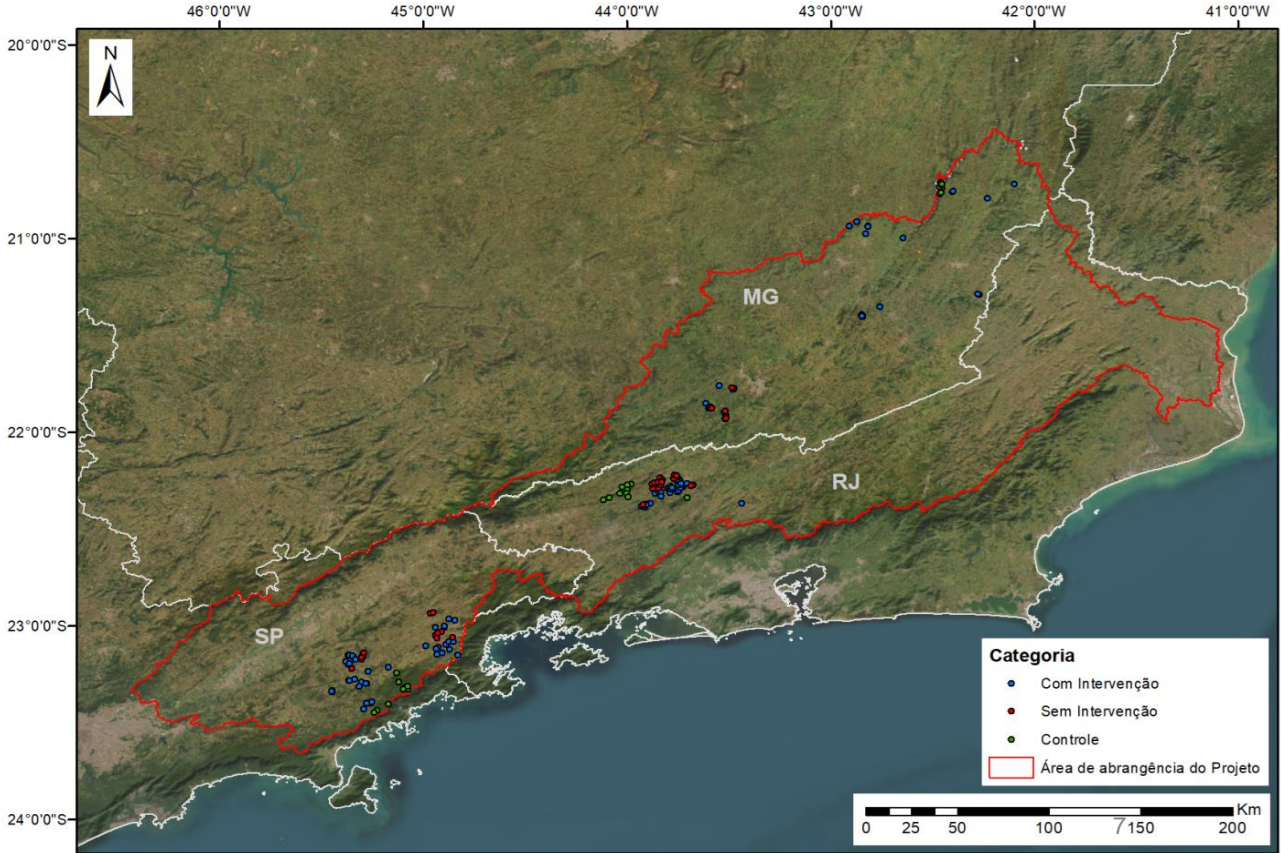 46°0'0"W 45°0'0"W 44°0'0"W 43°0'0"W 42°0'0"W 41°0'0"W
20°0'0"S
N
21°0'0"S
MG
22°0'0"S
RJ
23°0'0"S
SP
Categoria
Com Intervenção
Sem Intervenção
Controle
Área de abrangência do Projeto
24°0'0"S
Km
0 25 50 100 150 200
7